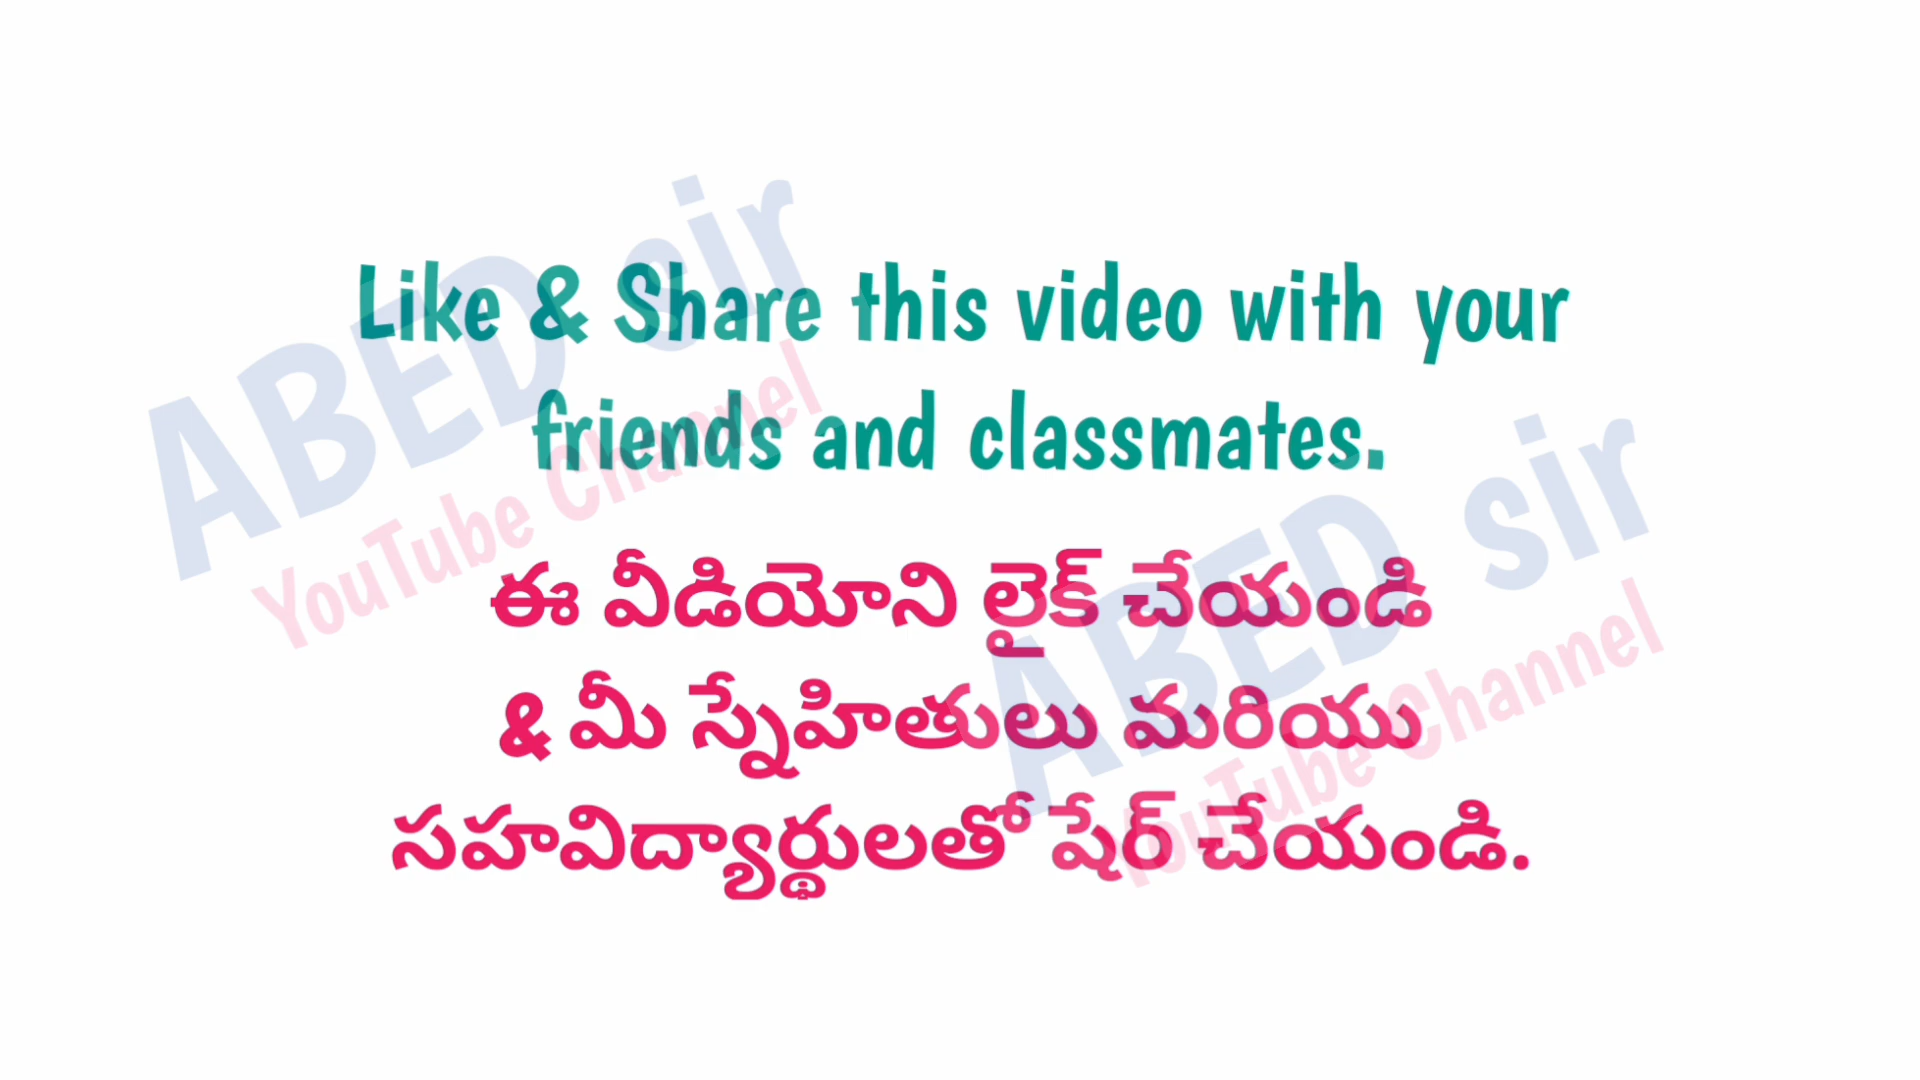 Like & Share this video with your
friends and classmates.
ఈ వీడియోని లైక్ చేయండి
& మీ స్నేహితులు మరియు
సహవిద్యార్థులతో షేర్ చేయండి.
ABED sir
YouTube Channel
ABED sir
YouTube Channel